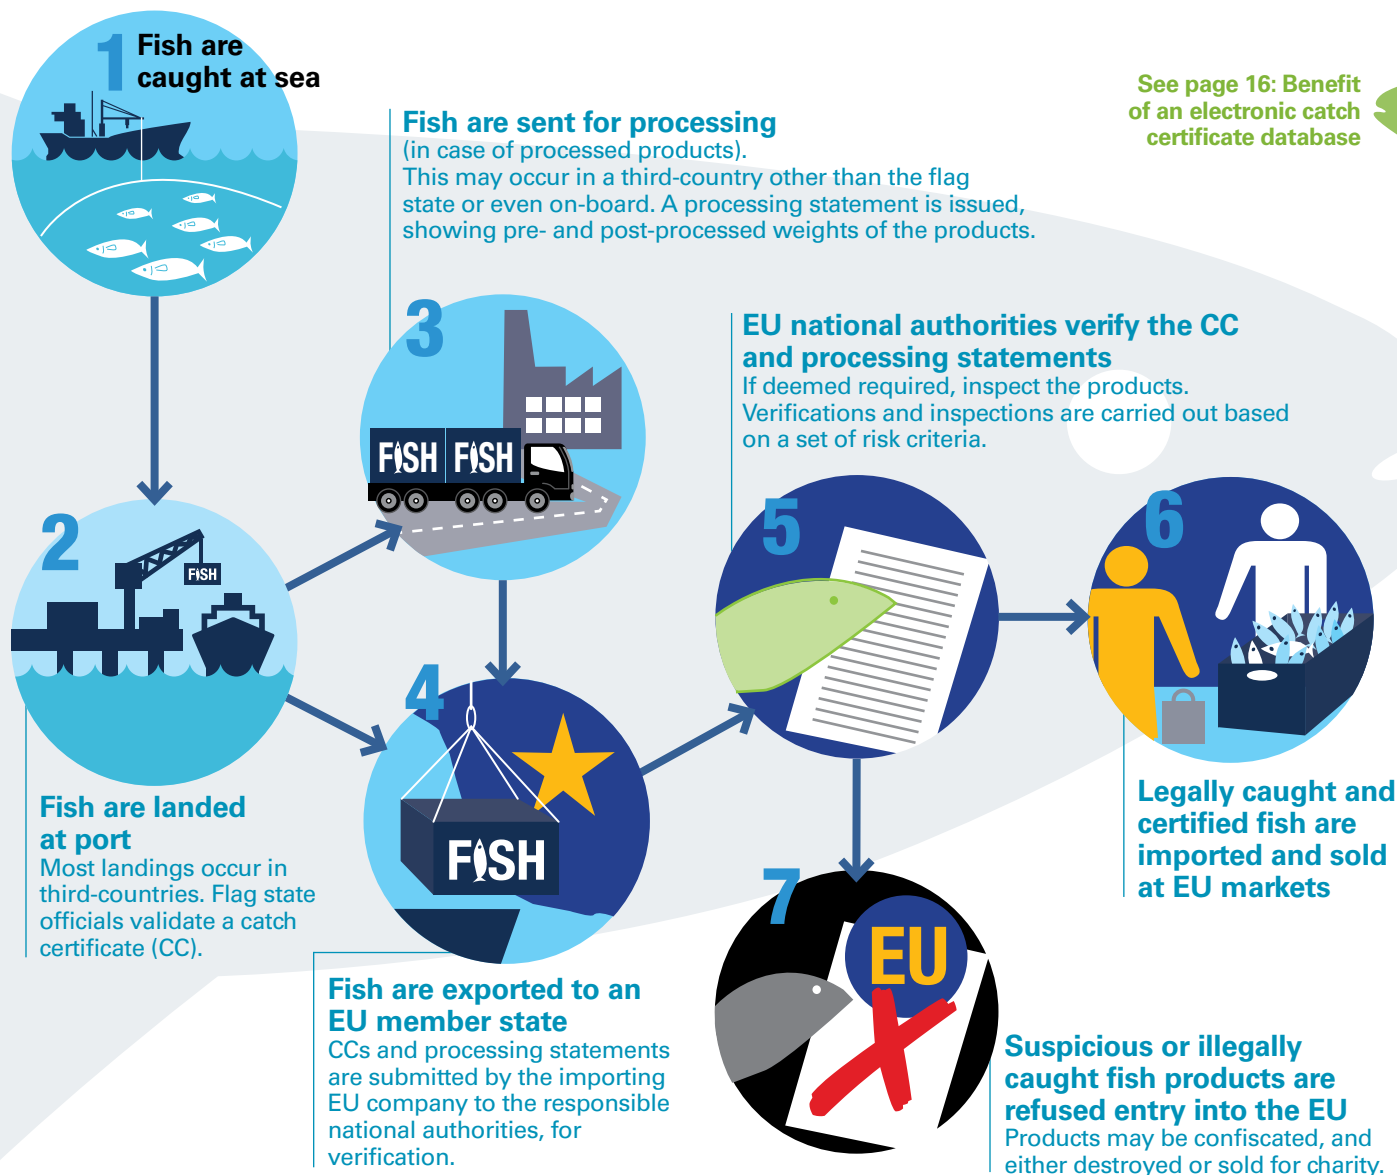 1
Fish are
caught at sea
See page 16: Benefit
of an electronic catch
certificate database
Fish are sent for processing
(in case of processed products).
This may occur in a third-country other than the flag
state or even on-board. A processing statement is issued,
showing pre- and post-processed weights of the products.
3
FISH FISH
EU national authorities verify the CC
and processing statements
If deemed required, inspect the products.
Verifications and inspections are carried out based
on a set of risk criteria.
2
FISH
Fish are landed
at port
Most landings occur in
third-countries. Flag state
officials validate a catch
certificate (CC).
4
FISH
Fish are exported to an
EU member state
CCs and processing statements
are submitted by the importing
EU company to the responsible
national authorities, for
verification.
5
6
Legally caught and
certified fish are
imported and sold
at EU markets
7
EU
Suspicious or illegally
caught fish products are
refused entry into the EU
Products may be confiscated, and
either destroyed or sold for charity.